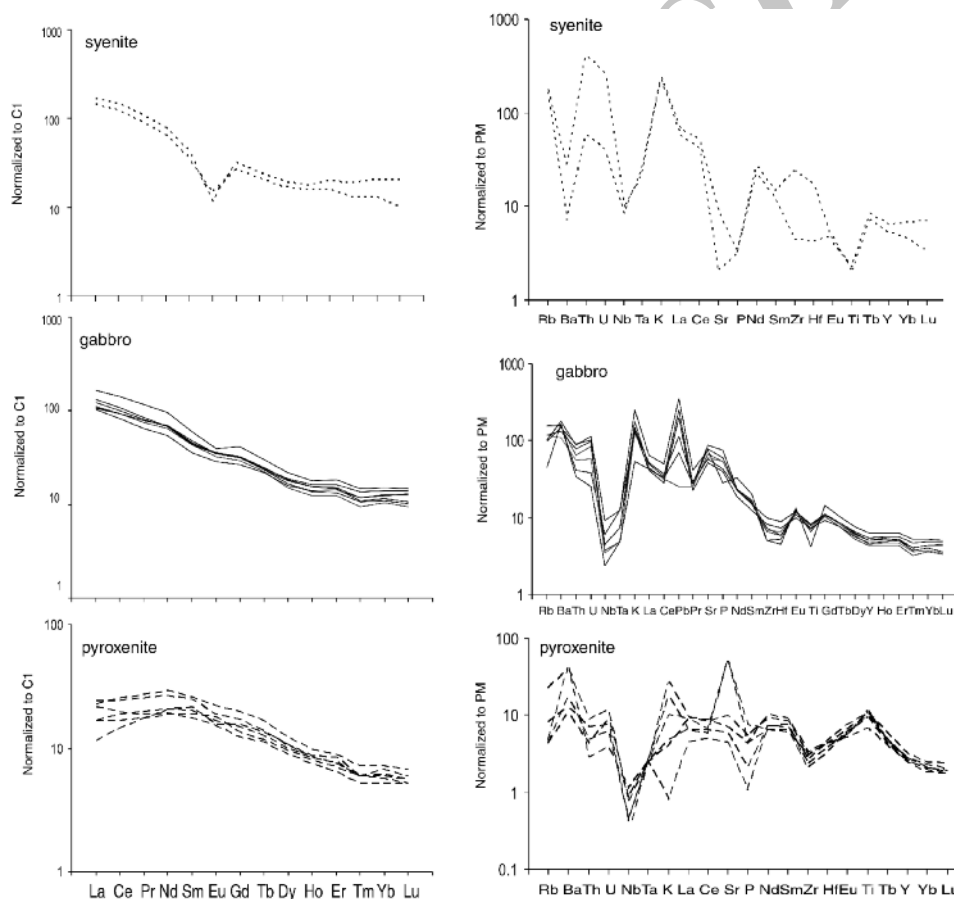 syenite
1000
100
10
1
Normalized to C1
syenite
1000
100
10
1
Normalized to PM
Rb BaTh U Nb Ta K La Ce Sr PNd SmZr Hf Eu Ti Tb Y Yb Lu
gabbro
1000
100
10
1
Normalized to C1
gabbro
1000
100
10
1
Normalized to PM
Rb BaTh U NbTa K La CePbPr Sr P NdSmZrHf Eu Ti GdTbDyY Ho ErTmYbLu
pyroxenite
100
10
1
Normalized to C1
La Ce Pr Nd Sm Eu Gd Tb Dy Ho Er Tm Yb Lu
pyroxenite
100
10
1
0.1
Normalized to PM
Rb BaTh U NbTa K La Ce Sr P NdSmZr HfEu Ti Tb Y Yb Lu